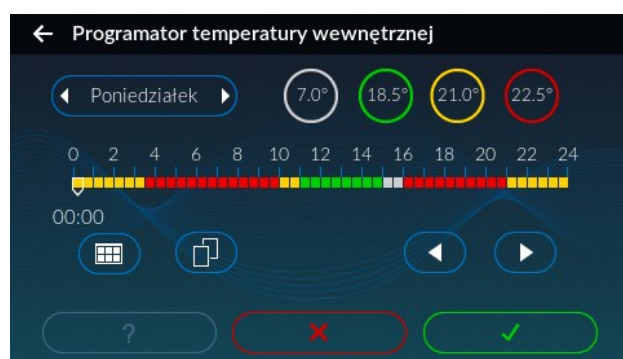 Programator temperatury wewnętrznej
Poniedziałek 7.0° 18.5° 21.0° 22.5°
0 2 4 6 8 10 12 14 16 18 20 22 24
00:00
?